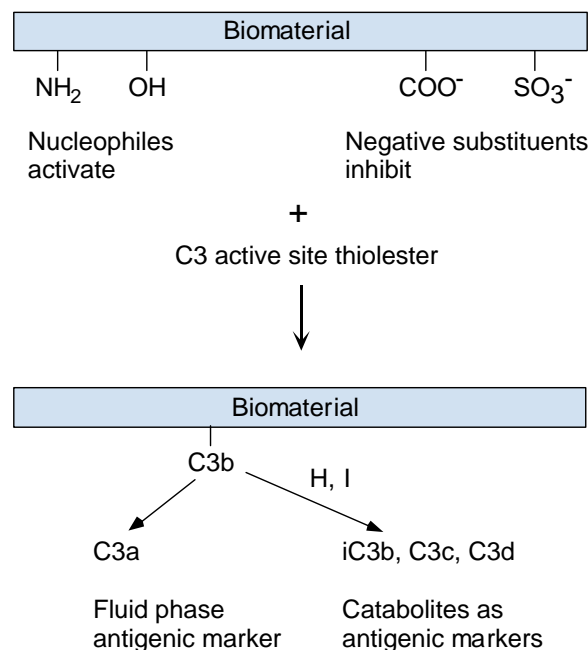 Biomaterial
NH₂ OH COO⁻ SO₃⁻
Nucleophiles
activate
Negative substituents
inhibit
+
C3 active site thiolester
Biomaterial
C3b
H, I
C3a
iC3b, C3c, C3d
Fluid phase
antigenic marker
Catabolites as
antigenic markers